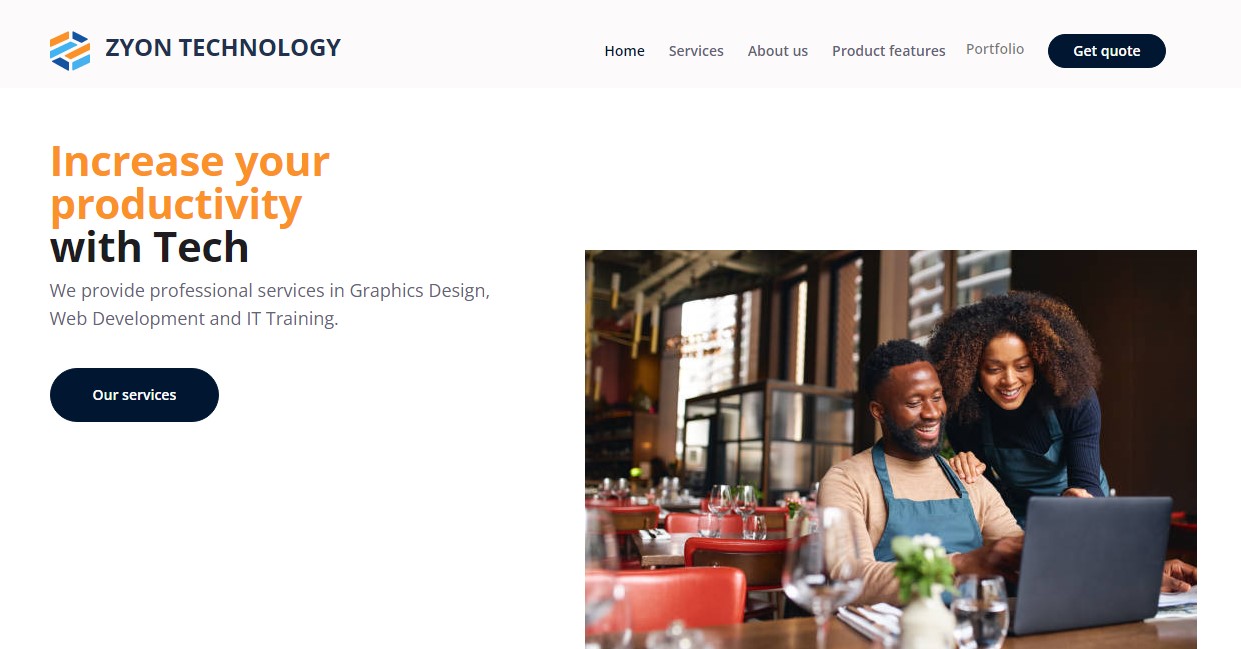 ZYON TECHNOLOGY
Home Services About us Product features Portfolio Get quote
Increase your
productivity
with Tech
We provide professional services in Graphics Design,
Web Development and IT Training.
Our services